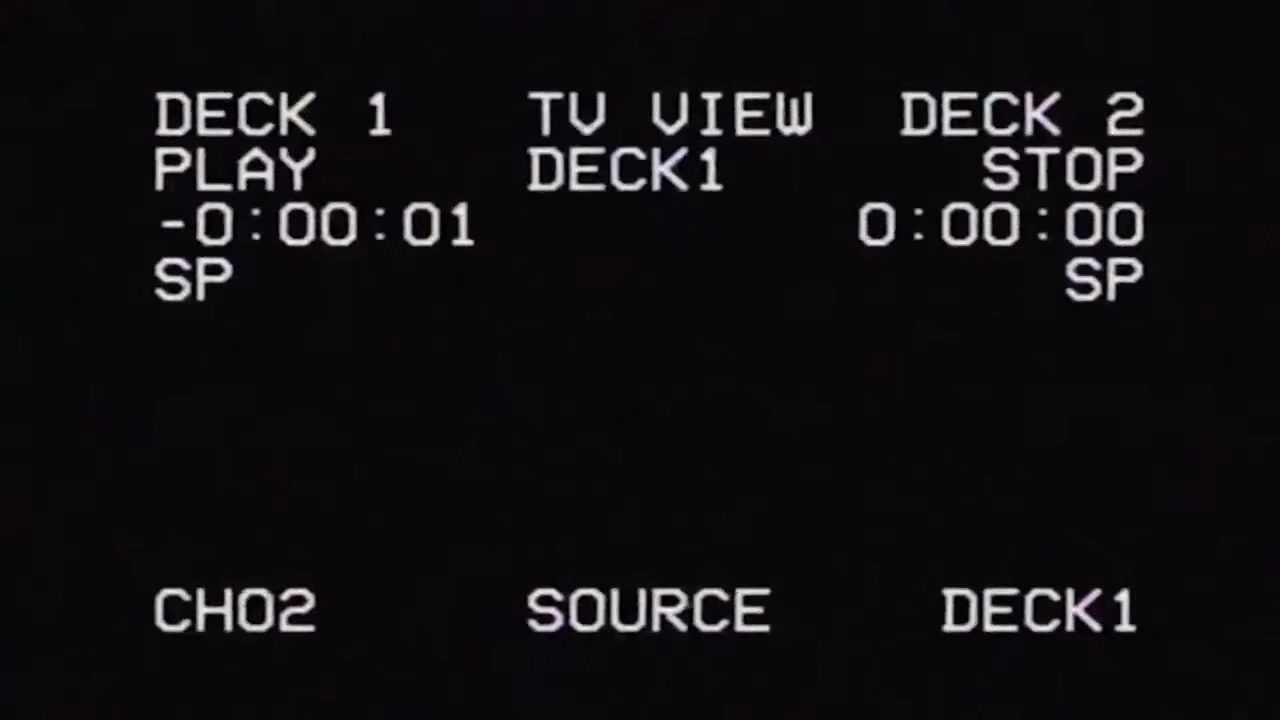 DECK 1 TV VIEW DECK 2
PLAY DECK1 STOP
-0:00:01 0:00:00
SP SP
CH02 SOURCE DECK1